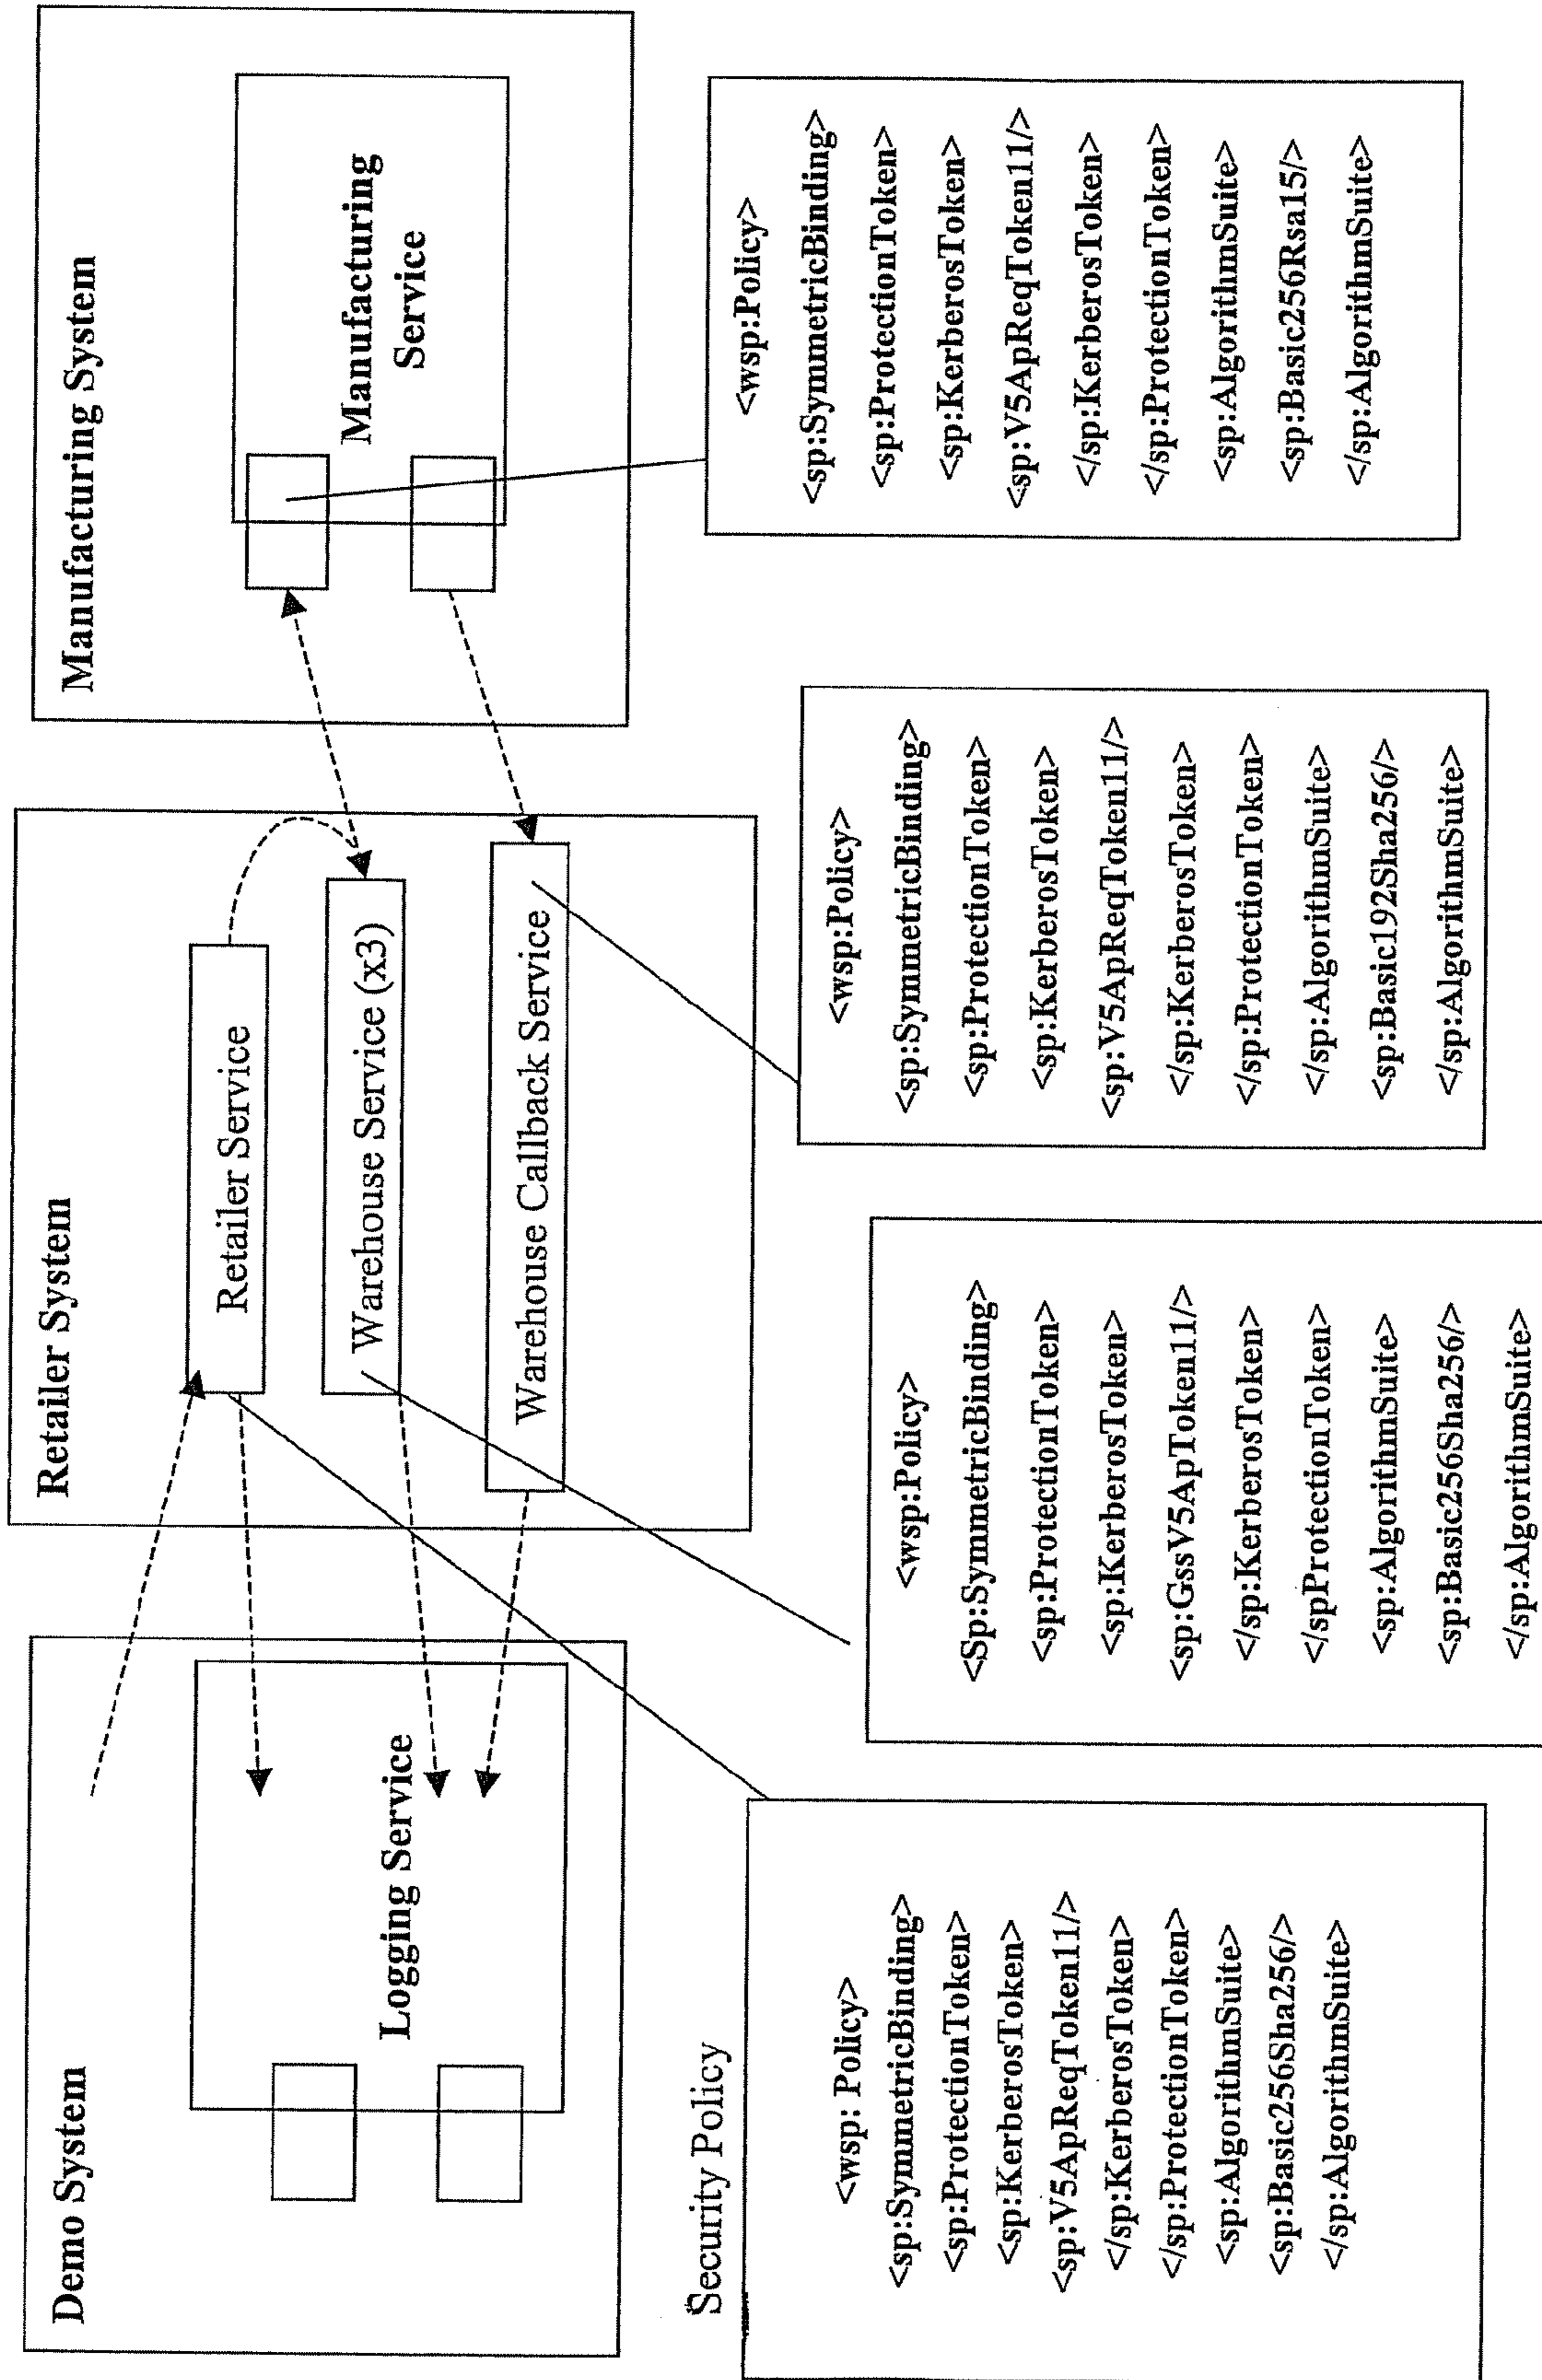 Demo System
Logging Service
Retailer System
Retailer Service
Warehouse Service (x3)
Warehouse Callback Service
Manufacturing System
Manufacturing
Service
Security Policy
<wsp: Policy>
<sp:SymmetricBinding>
<sp:ProtectionToken>
<sp:KerberosToken>
<sp:V5ApReqToken11/>
</sp:KerberosToken>
</sp:ProtectionToken>
<sp:AlgorithmSuite>
<sp:Basic256Sha256/>
</sp:AlgorithmSuite>
<wsp:Policy>
<Sp:SymmetricBinding>
<sp:ProtectionToken>
<sp:KerberosToken>
<sp:GssV5ApToken11/>
</sp:KerberosToken>
</spProtectionToken>
<sp:AlgorithmSuite>
<sp:Basic256Sha256/>
</sp:AlgorithmSuite>
<wsp:Policy>
<sp:SymmetricBinding>
<sp:ProtectionToken>
<sp:KerberosToken>
<sp:V5ApReqToken11/>
</sp:KerberosToken>
</sp:ProtectionToken>
</sp:AlgorithmSuite>
<sp:Basic192Sha256/>
</sp:AlgorithmSuite>
<wsp:Policy>
<sp:SymmetricBinding>
<sp:ProtectionToken>
<sp:KerberosToken>
<sp:V5ApReqToken11/>
</sp:KerberosToken>
</sp:ProtectionToken>
<sp:AlgorithmSuite>
<sp:Basic256Rsa15/>
</sp:AlgorithmSuite>